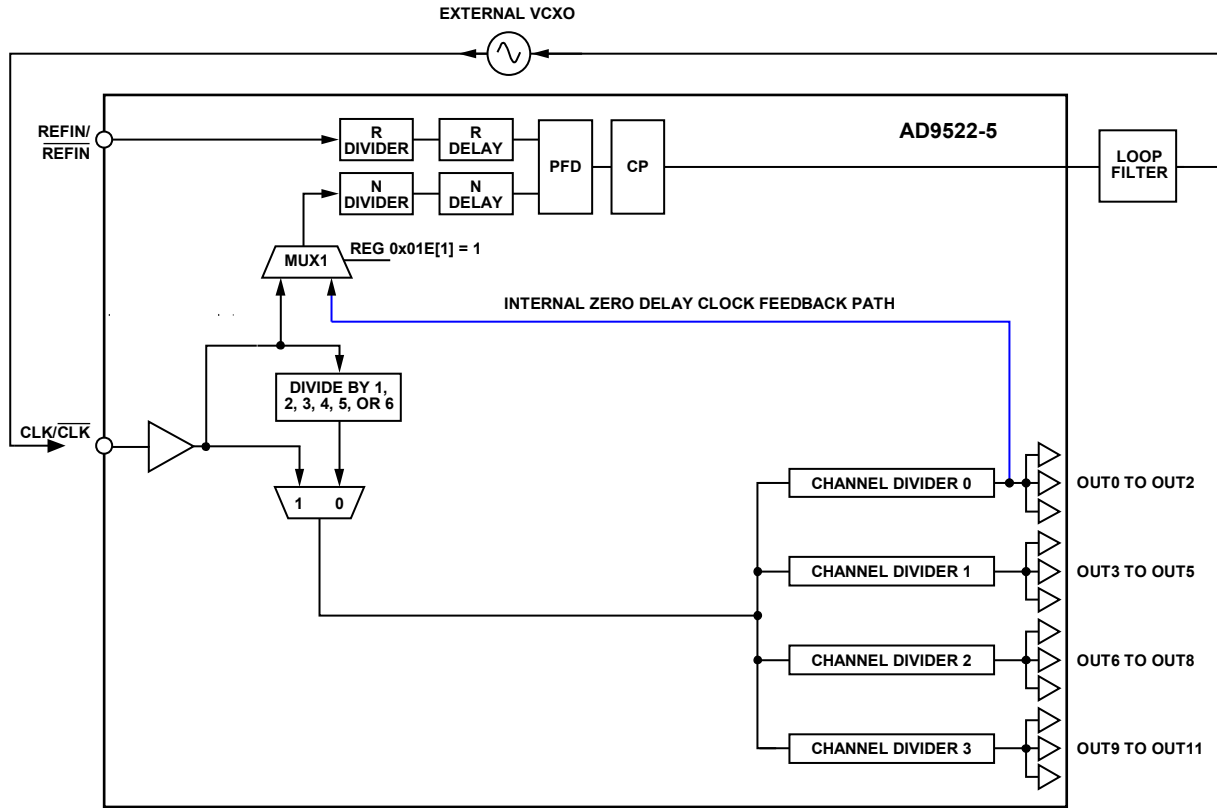 EXTERNAL VCXO
AD9522-5
REFIN/
REFIN
R
DIVIDER
R
DELAY
PFD
CP
LOOP
FILTER
N
DIVIDER
N
DELAY
MUX1
REG 0x01E[1] = 1
INTERNAL ZERO DELAY CLOCK FEEDBACK PATH
DIVIDE BY 1,
2, 3, 4, 5, OR 6
CLK/CLK
1 0
CHANNEL DIVIDER 0
OUT0 TO OUT2
CHANNEL DIVIDER 1
OUT3 TO OUT5
CHANNEL DIVIDER 2
OUT6 TO OUT8
CHANNEL DIVIDER 3
OUT9 TO OUT11